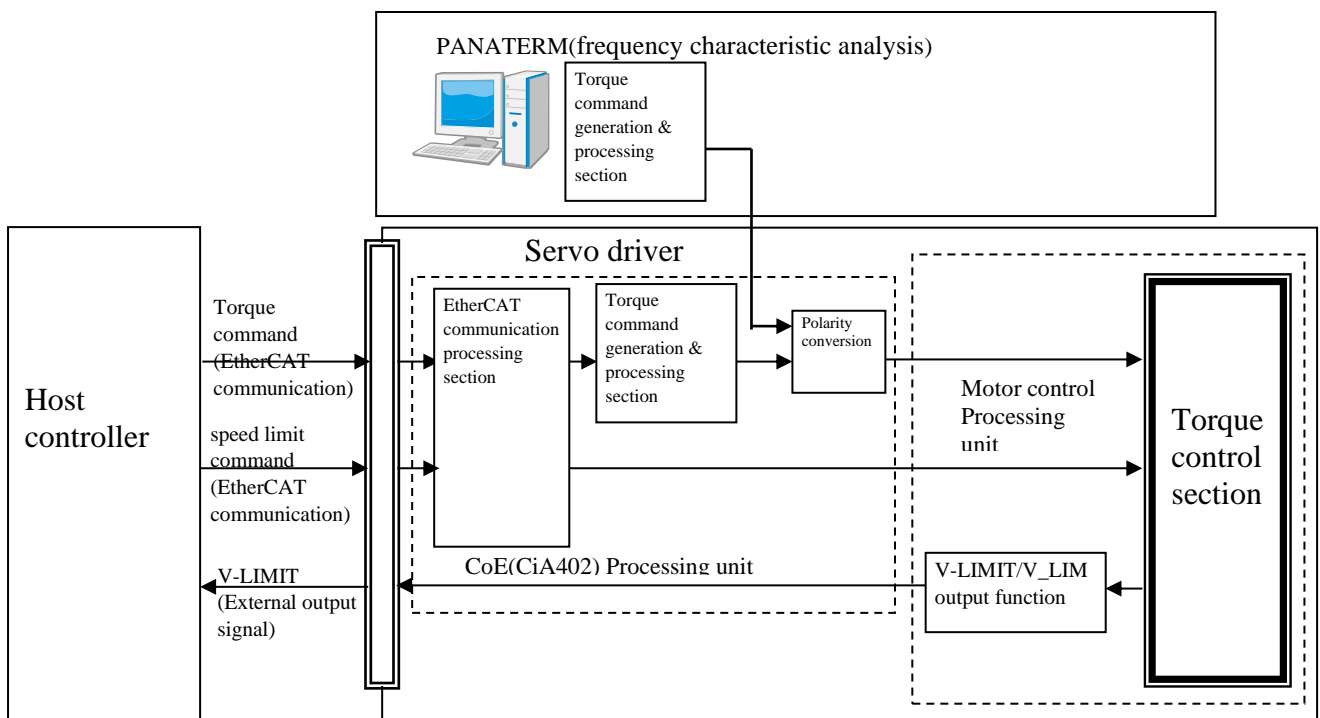 PANATERM(frequency characteristic analysis)
Torque
command
generation &
processing
section
Servo driver
Host
controller
Torque
command
(EtherCAT
communication)
speed limit
command
(EtherCAT
communication)
V-LIMIT
(External output
signal)
EtherCAT
communication
processing
section
Torque
command
generation &
processing
section
Polarity
conversion
CoE(CiA402) Processing unit
Motor control
Processing
unit
V-LIMIT/V_LIM
output function
Torque
control
section